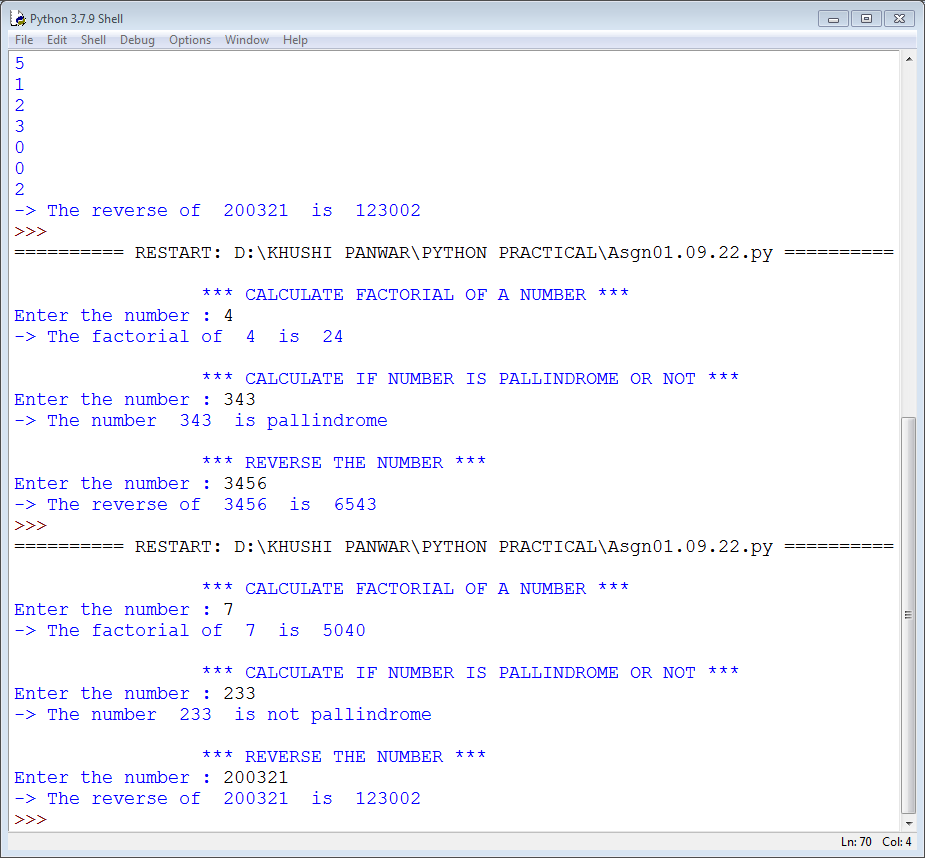 Python 3.7.9 Shell
File Edit Shell Debug Options Window Help
5
1
2
3
0
0
2
-> The reverse of  200321  is  123002
>>>
========== RESTART: D:\KHUSHI PANWAR\PYTHON PRACTICAL\Asgn01.09.22.py ==========
*** CALCULATE FACTORIAL OF A NUMBER ***
Enter the number : 4
-> The factorial of  4  is  24
*** CALCULATE IF NUMBER IS PALLINDROME OR NOT ***
Enter the number : 343
-> The number  343  is pallindrome
*** REVERSE THE NUMBER ***
Enter the number : 3456
-> The reverse of  3456  is  6543
>>>
========== RESTART: D:\KHUSHI PANWAR\PYTHON PRACTICAL\Asgn01.09.22.py ==========
*** CALCULATE FACTORIAL OF A NUMBER ***
Enter the number : 7
-> The factorial of  7  is  5040
*** CALCULATE IF NUMBER IS PALLINDROME OR NOT ***
Enter the number : 233
-> The number  233  is not pallindrome
*** REVERSE THE NUMBER ***
Enter the number : 200321
-> The reverse of  200321  is  123002
>>>
Ln: 70 Col: 4